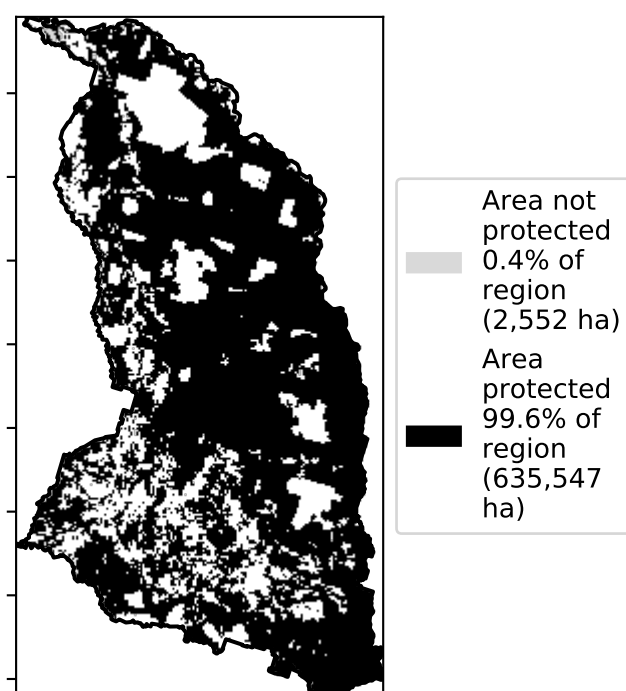 Area not
protected
0.4% of
region
(2,552 ha)
Area
protected
99.6% of
region
(635,547
ha)